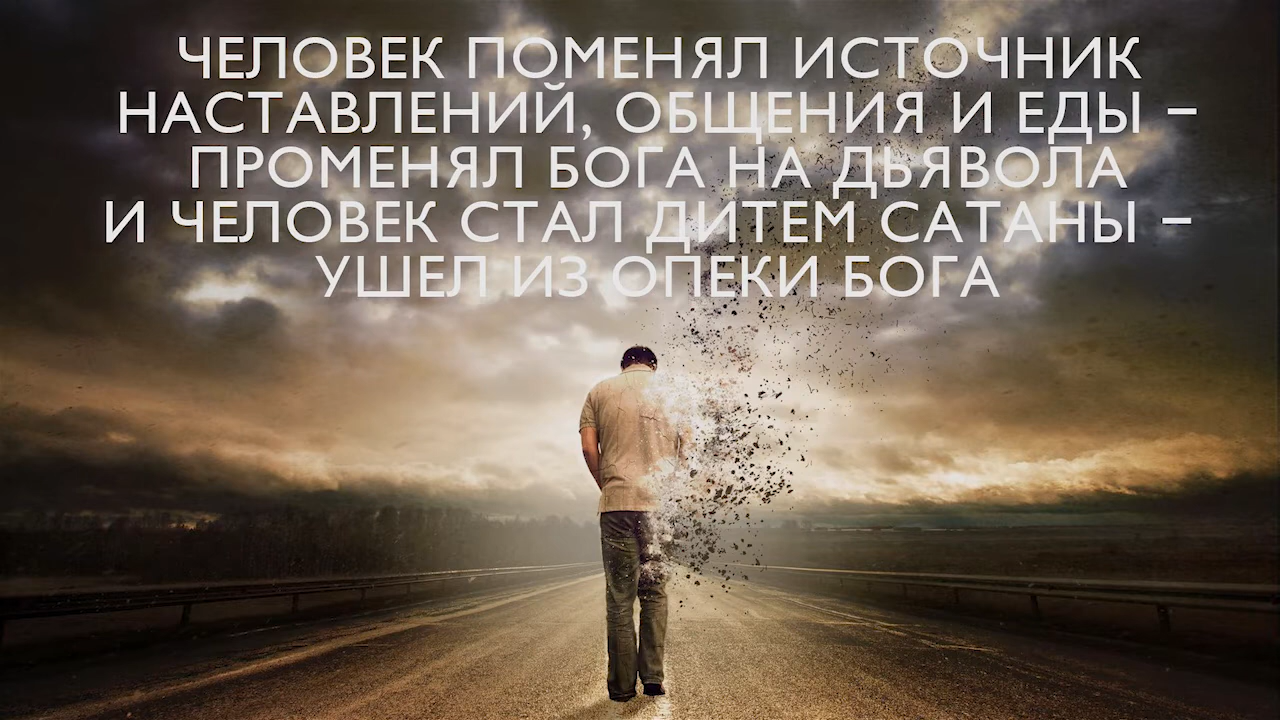 ЧЕЛОВЕК ПОМЕНЯЛ ИСТОЧНИК
НАСТАВЛЕНИЙ, ОБЩЕНИЯ И ЕДЫ –
ПРОМЕНЯЛ БОГА НА ДЬЯВОЛА
И ЧЕЛОВЕК СТАЛ ДИТЕМ САТАНЫ –
УШЕЛ ИЗ ОПЕКИ БОГА